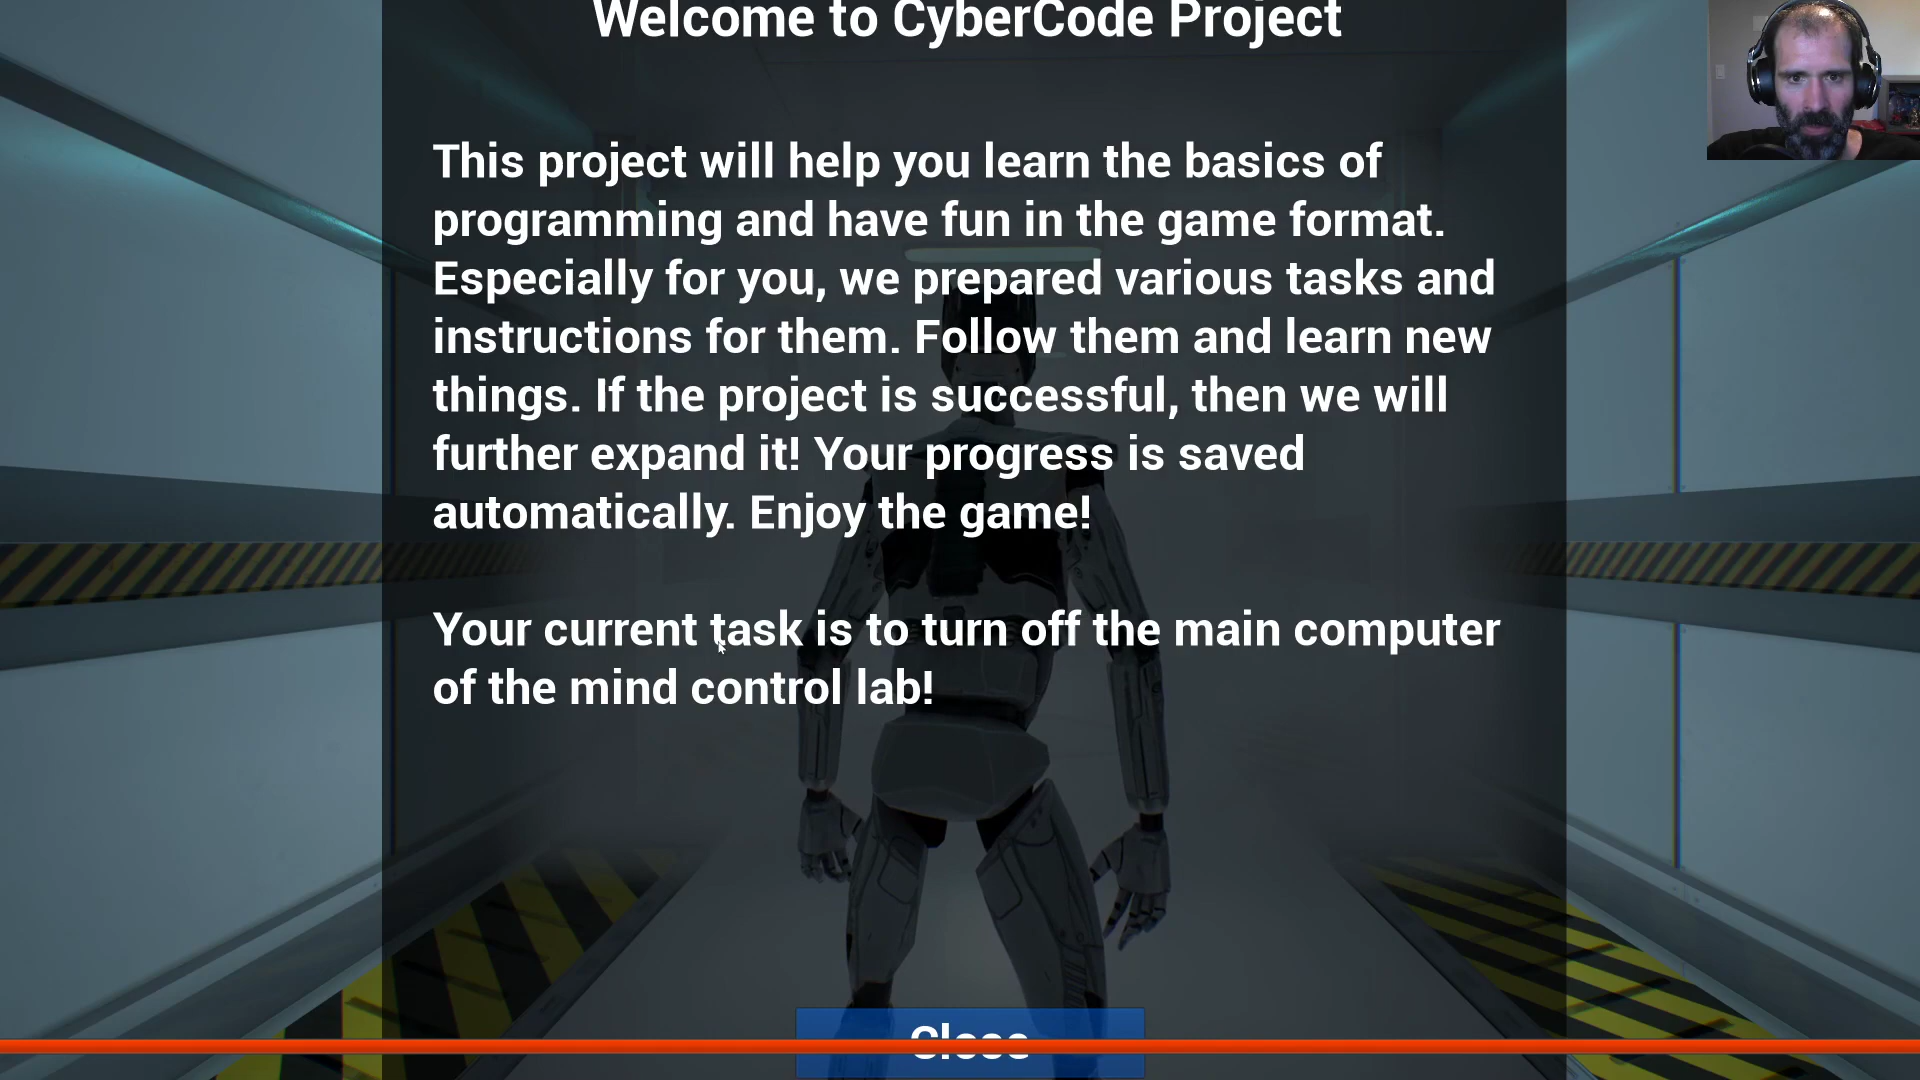 Welcome to CyberCode Project
This project will help you learn the basics of
programming and have fun in the game format.
Especially for you, we prepared various tasks and
instructions for them. Follow them and learn new
things. If the project is successful, then we will
further expand it! Your progress is saved
automatically. Enjoy the game!
Your current task is to turn off the main computer
of the mind control lab!
Close